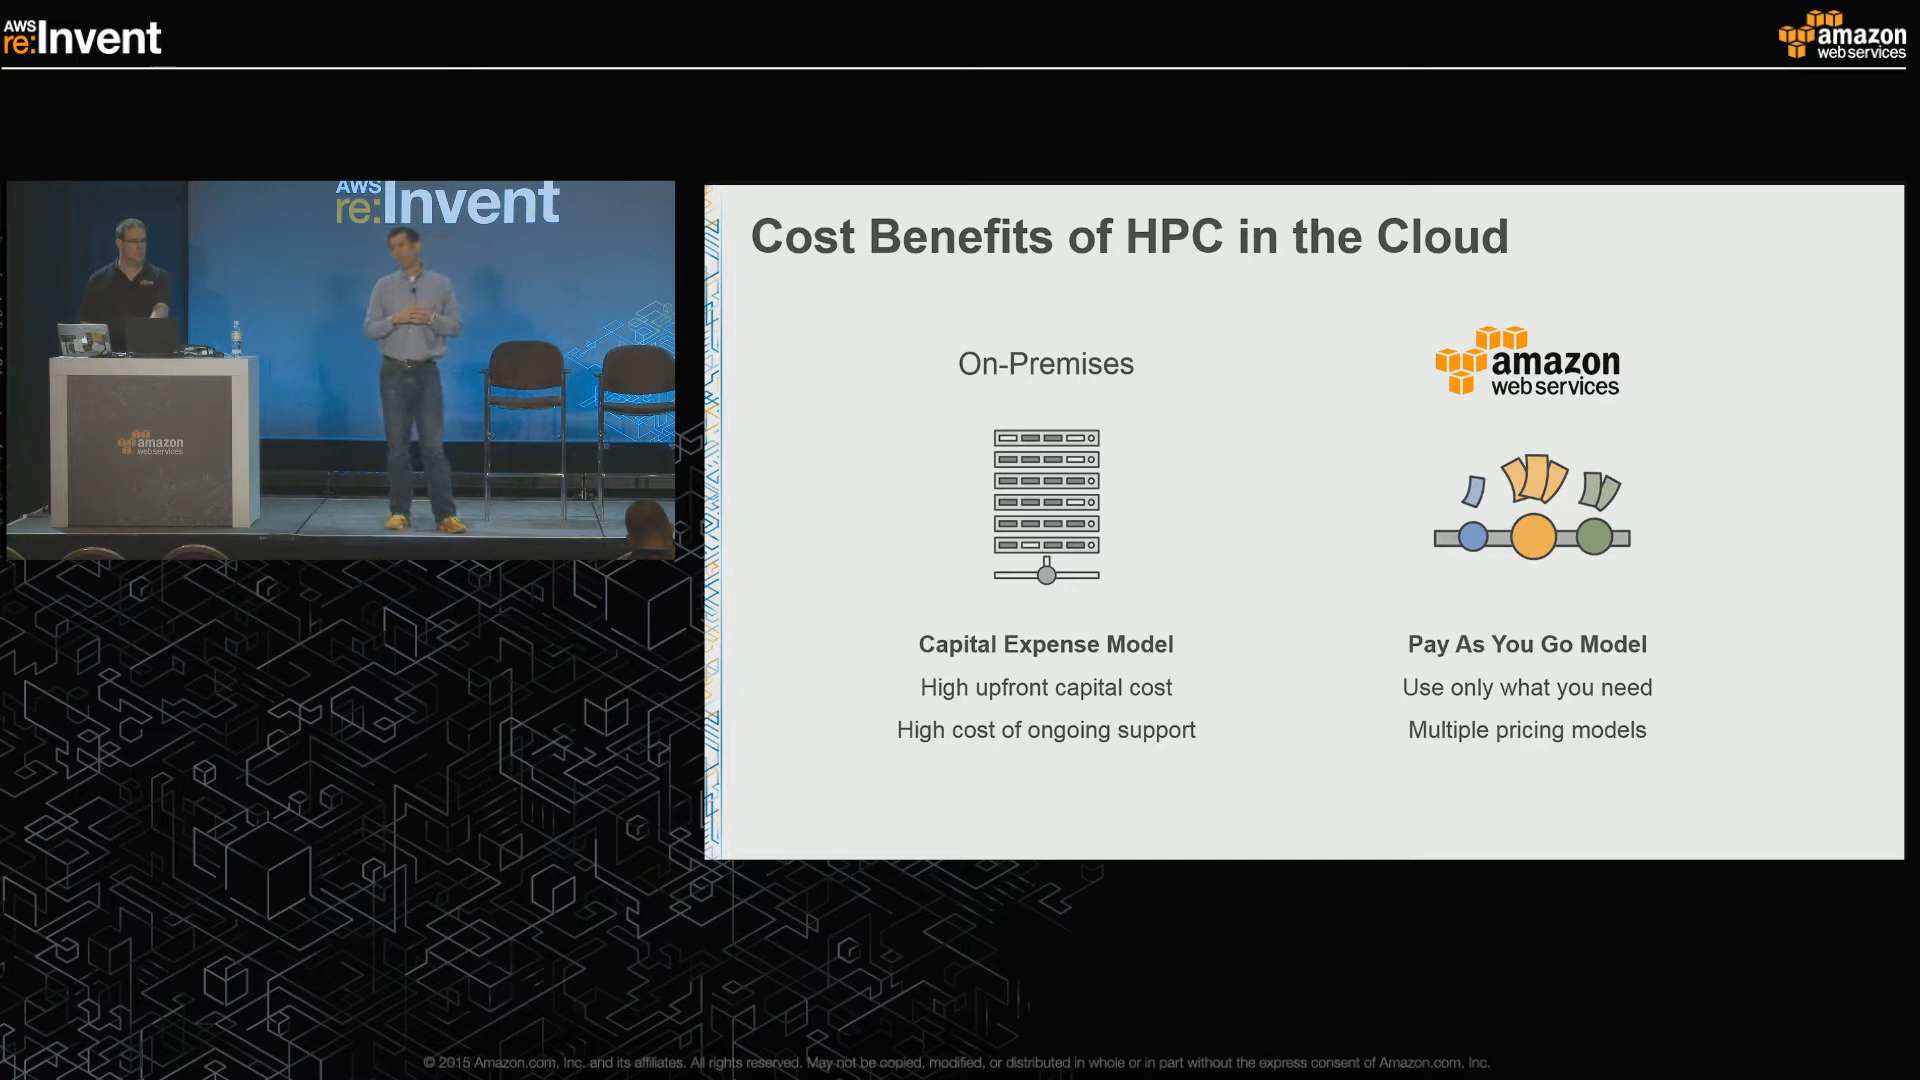 AWS
re:Invent
amazon
web services
AWS
re:Invent
amazon
web services
Cost Benefits of HPC in the Cloud
On-Premises
amazon
web services
Capital Expense Model
High upfront capital cost
High cost of ongoing support
Pay As You Go Model
Use only what you need
Multiple pricing models
© 2015 Amazon.com, Inc. and its affiliates. All rights reserved. May not be copied, modified, or distributed in whole or in part without the express consent of Amazon.com, Inc.